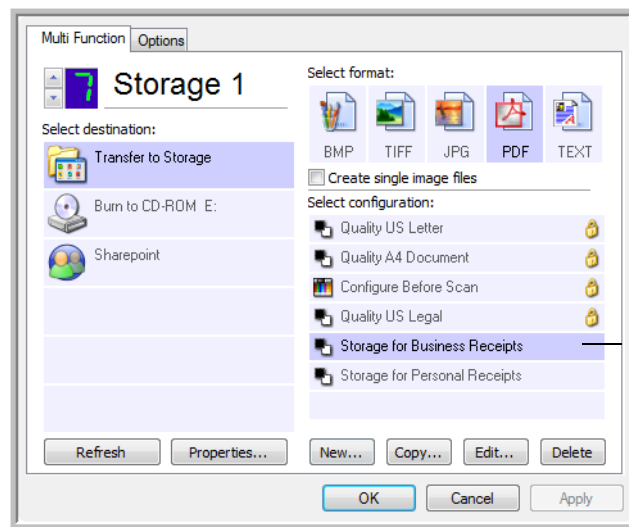 Multi Function Options
7 Storage 1
Select destination:
Transfer to Storage
Burn to CD-ROM E:
Sharepoint
Refresh Properties...
Select format:
BMP TIFF JPG PDF TEXT
Create single image files
Select configuration:
Quality US Letter
Quality A4 Document
Configure Before Scan
Quality US Legal
Storage for Business Receipts
Storage for Personal Receipts
New... Copy... Edit... Delete
OK Cancel Apply